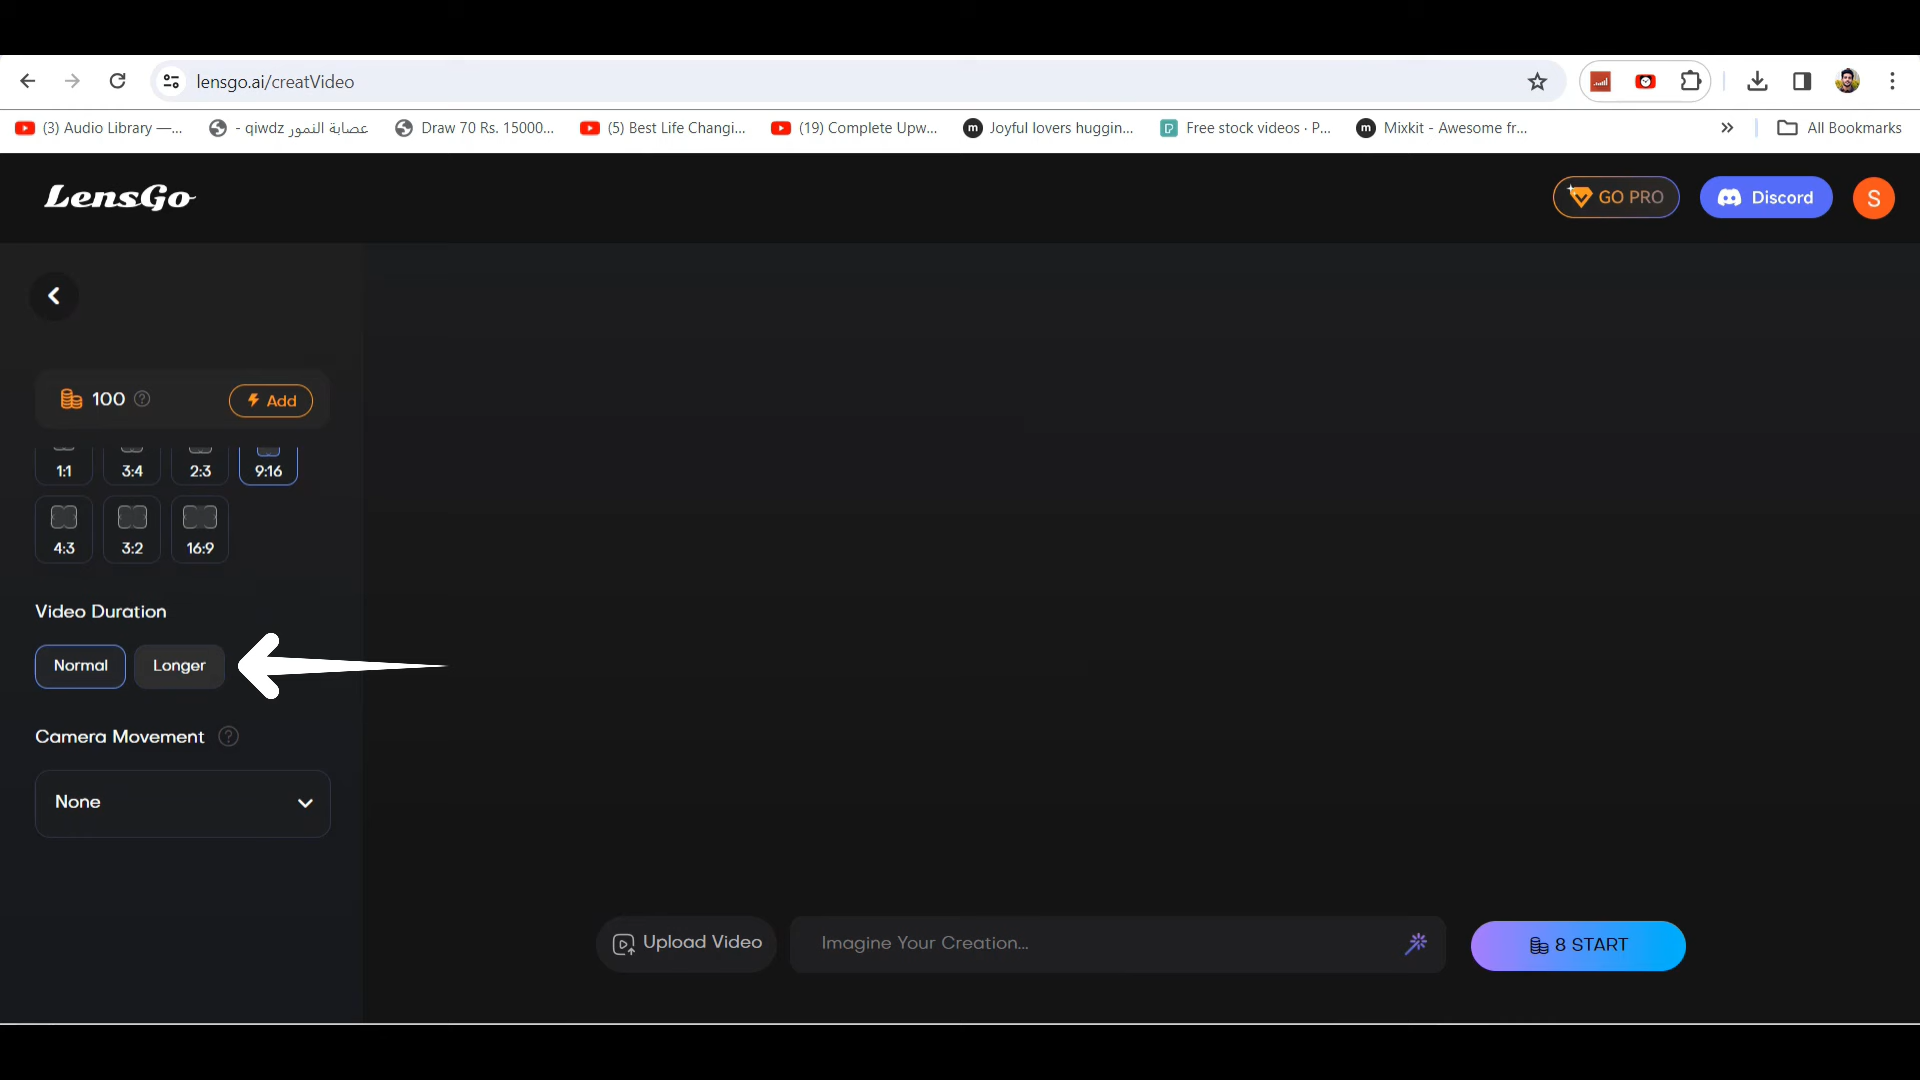 lensgo.ai/creatVideo
(3) Audio Library —...
عصابة النمور qiwdz -
Draw 70 Rs. 15000...
(5) Best Life Changi...
(19) Complete Upw...
m Joyful lovers huggin...
Free stock videos · P...
m Mixkit - Awesome fr...
All Bookmarks
LensGo
GO PRO
Discord
S
100
Add
1:1 3:4 2:3 9:16
4:3 3:2 16:9
Video Duration
Normal Longer
Camera Movement ?
None
Upload Video
Imagine Your Creation...
8 START